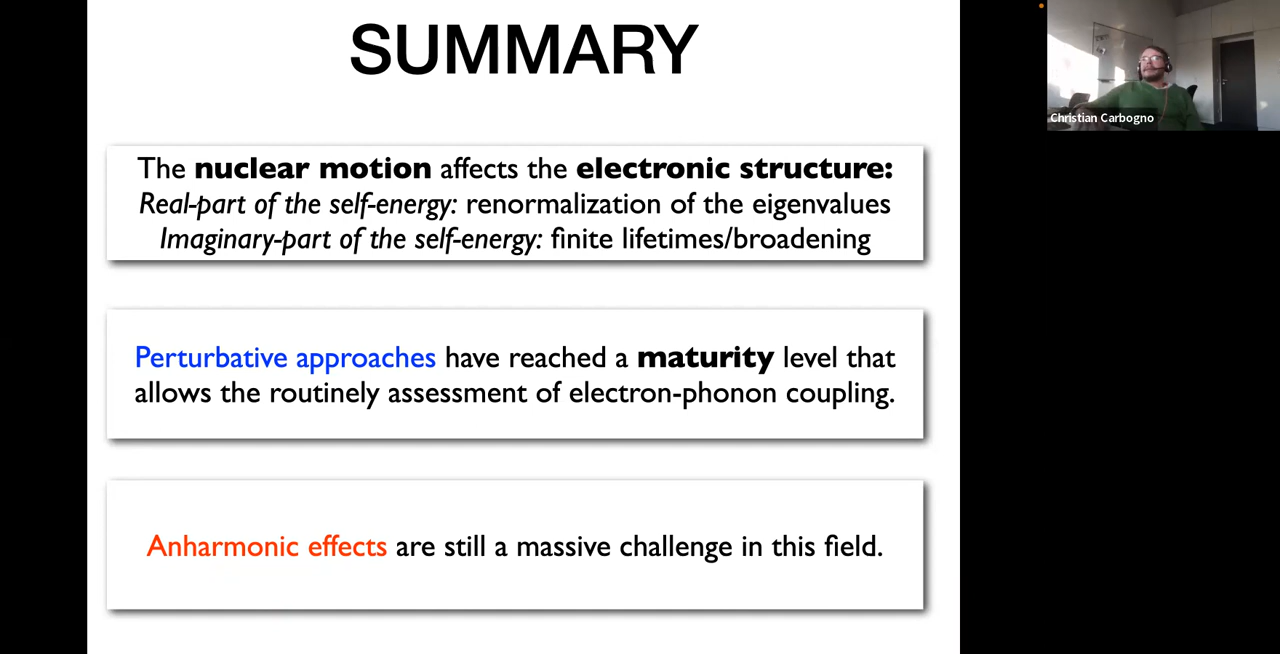 SUMMARY
The nuclear motion affects the electronic structure:
Real-part of the self-energy: renormalization of the eigenvalues
Imaginary-part of the self-energy: finite lifetimes/broadening
Perturbative approaches have reached a maturity level that
allows the routinely assessment of electron-phonon coupling.
Anharmonic effects are still a massive challenge in this field.
Christian Carbogno